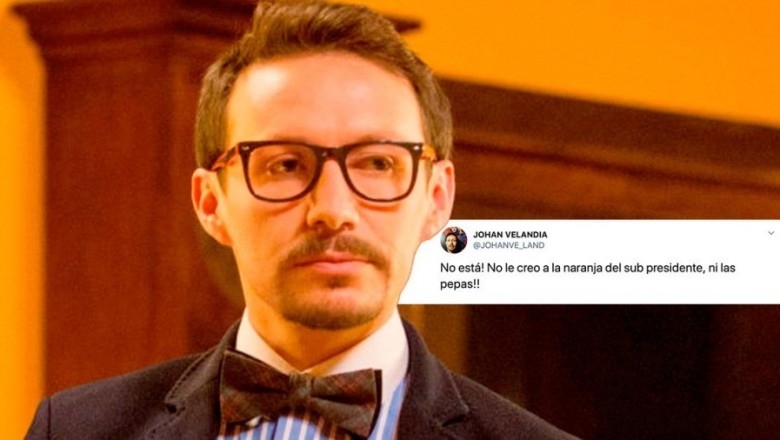 JOHAN VELANDIA
@JOHANVE_LAND
No está! No le creo a la naranja del sub presidente, ni las
pepas!!